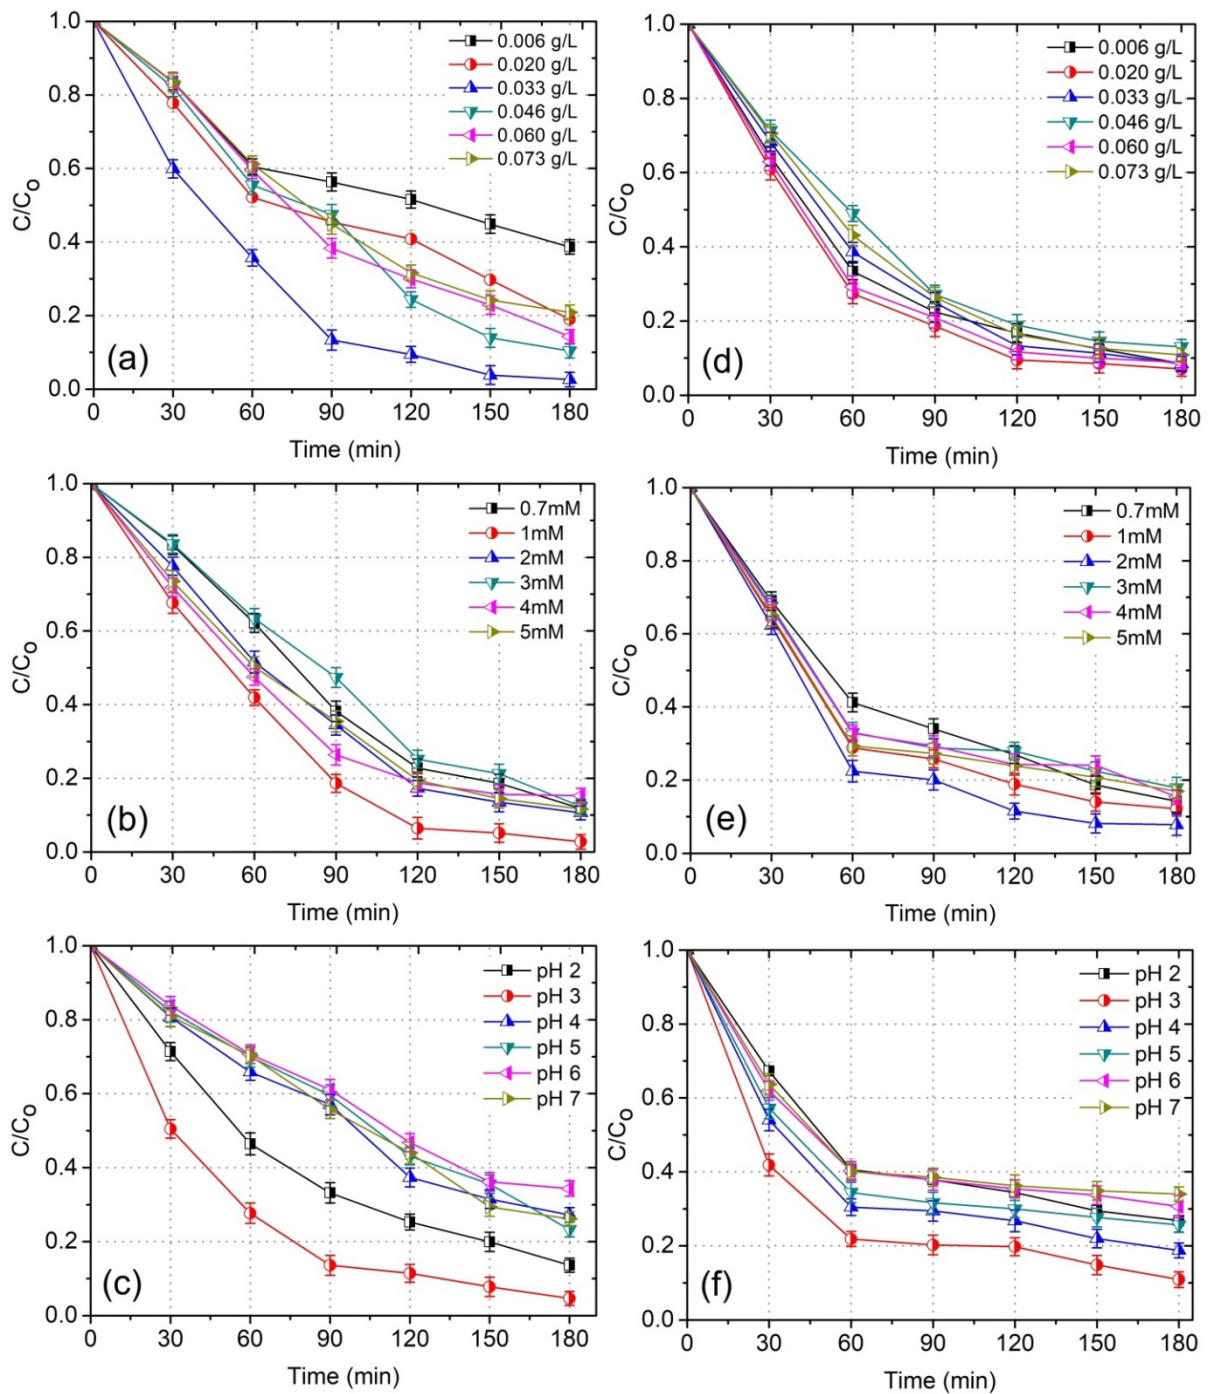 1.0
0.8
0.6
0.4
0.2
0.0
C/Co
0.006 g/L
0.020 g/L
0.033 g/L
0.046 g/L
0.060 g/L
0.073 g/L
(a)
0 30 60 90 120 150 180
Time (min)
1.0
0.8
0.6
0.4
0.2
0.0
C/Co
0.006 g/L
0.020 g/L
0.033 g/L
0.046 g/L
0.060 g/L
0.073 g/L
(d)
0 30 60 90 120 150 180
Time (min)
1.0
0.8
0.6
0.4
0.2
0.0
C/Co
0.7mM
1mM
2mM
3mM
4mM
5mM
(b)
0 30 60 90 120 150 180
Time (min)
1.0
0.8
0.6
0.4
0.2
0.0
C/Co
0.7mM
1mM
2mM
3mM
4mM
5mM
(e)
0 30 60 90 120 150 180
Time (min)
1.0
0.8
0.6
0.4
0.2
0.0
C/Co
pH 2
pH 3
pH 4
pH 5
pH 6
pH 7
(c)
0 30 60 90 120 150 180
Time (min)
1.0
0.8
0.6
0.4
0.2
0.0
C/Co
pH 2
pH 3
pH 4
pH 5
pH 6
pH 7
(f)
0 30 60 90 120 150 180
Time (min)